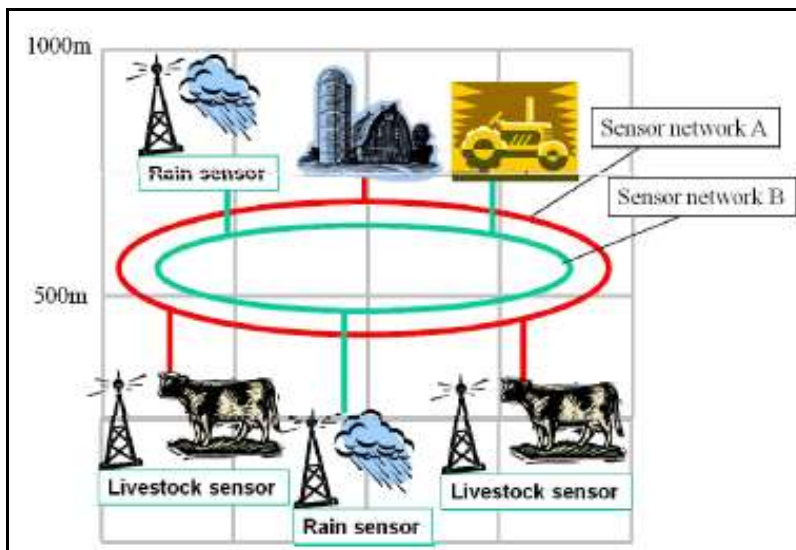 1000m
Sensor network A
Rain sensor
Sensor network B
500m
Livestock sensor
Livestock sensor
Rain sensor